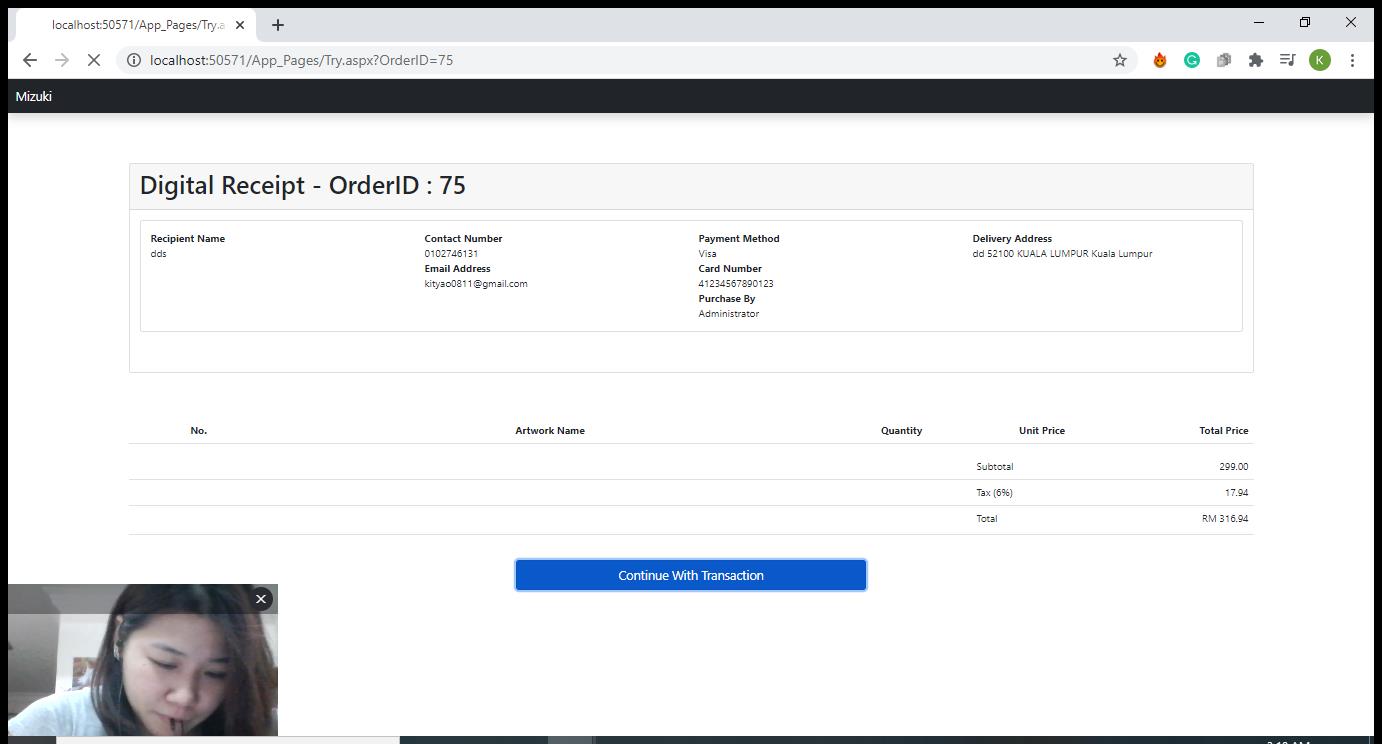 localhost:50571/App_Pages/Try.a
localhost:50571/App_Pages/Try.aspx?OrderID=75
K
Mizuki
Digital Receipt - OrderID : 75
Recipient Name
dds
Contact Number
0102746131
Email Address
kityao0811@gmail.com
Payment Method
Visa
Card Number
41234567890123
Purchase By
Administrator
Delivery Address
dd 52100 KUALA LUMPUR Kuala Lumpur
No. Artwork Name Quantity Unit Price Total Price
Subtotal 299.00
Tax (6%) 17.94
Total RM 316.94
Continue With Transaction